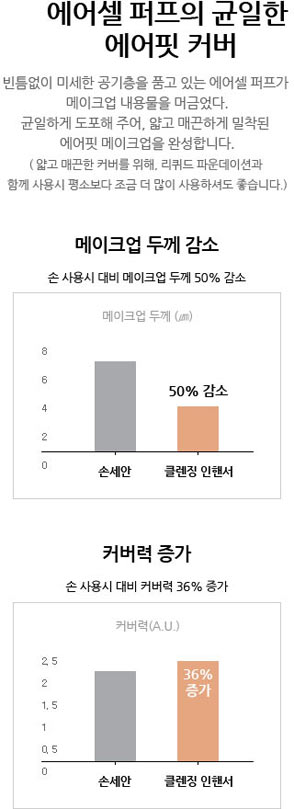 에어셀 퍼프의 균일한
에어핏 커버
빈틈없이 미세한 공기층을 품고 있는 에어셀 퍼프가
메이크업 내용물을 머금었다.
균일하게 도포해 주어, 얇고 매끈하게 밀착된
에어핏 메이크업을 완성합니다.
( 얇고 매끈한 커버를 위해, 리퀴드 파운데이션과
함께 사용시 평소보다 조금 더 많이 사용하셔도 좋습니다.)
메이크업 두께 감소
손 사용시 대비 메이크업 두께 50% 감소
메이크업 두께 (㎛)
8
6
4
2
0
50% 감소
손세안
클렌징 인핸서
커버력 증가
손 사용시 대비 커버력 36% 증가
커버력(A.U.)
2, 5
2
1, 5
1
0, 5
0
36%
증가
손세안
클렌징 인핸서